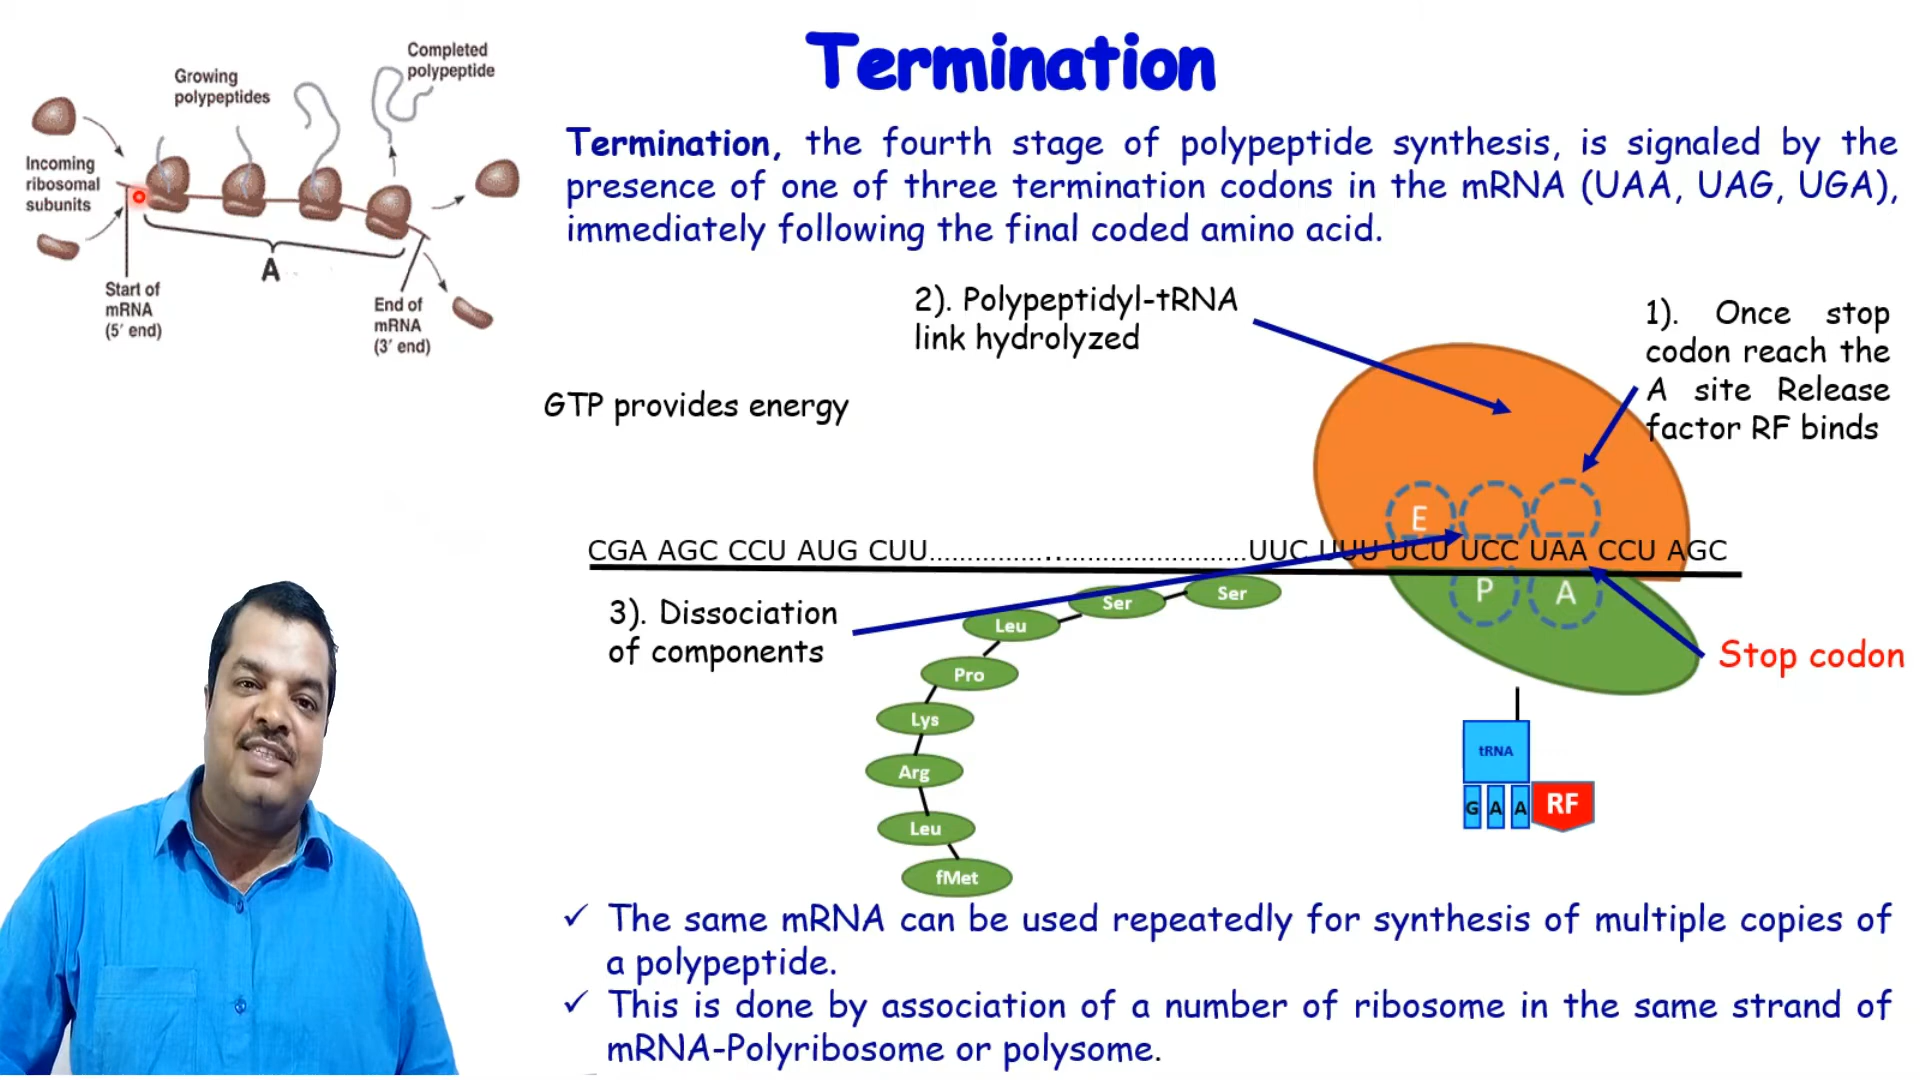 Termination
Completed
polypeptide
Growing
polypeptides
Incoming
ribosomal
subunits
A
Start of
mRNA
(5′ end)
End of
mRNA
(3′ end)
Termination, the fourth stage of polypeptide synthesis, is signaled by the
presence of one of three termination codons in the mRNA (UAA, UAG, UGA),
immediately following the final coded amino acid.
2). Polypeptidyl-tRNA
link hydrolyzed
1). Once stop
codon reach the
A site Release
factor RF binds
GTP provides energy
E
CGA AGC CCU AUG CUU.....................................................UUC UUU UCU UCC UAA CCU AGC
P A
3). Dissociation
of components
Ser
Ser
Leu
Pro
Lys
Arg
Leu
fMet
Stop codon
tRNA
G A A
RF
✓ The same mRNA can be used repeatedly for synthesis of multiple copies of
a polypeptide.
✓ This is done by association of a number of ribosome in the same strand of
mRNA-Polyribosome or polysome.